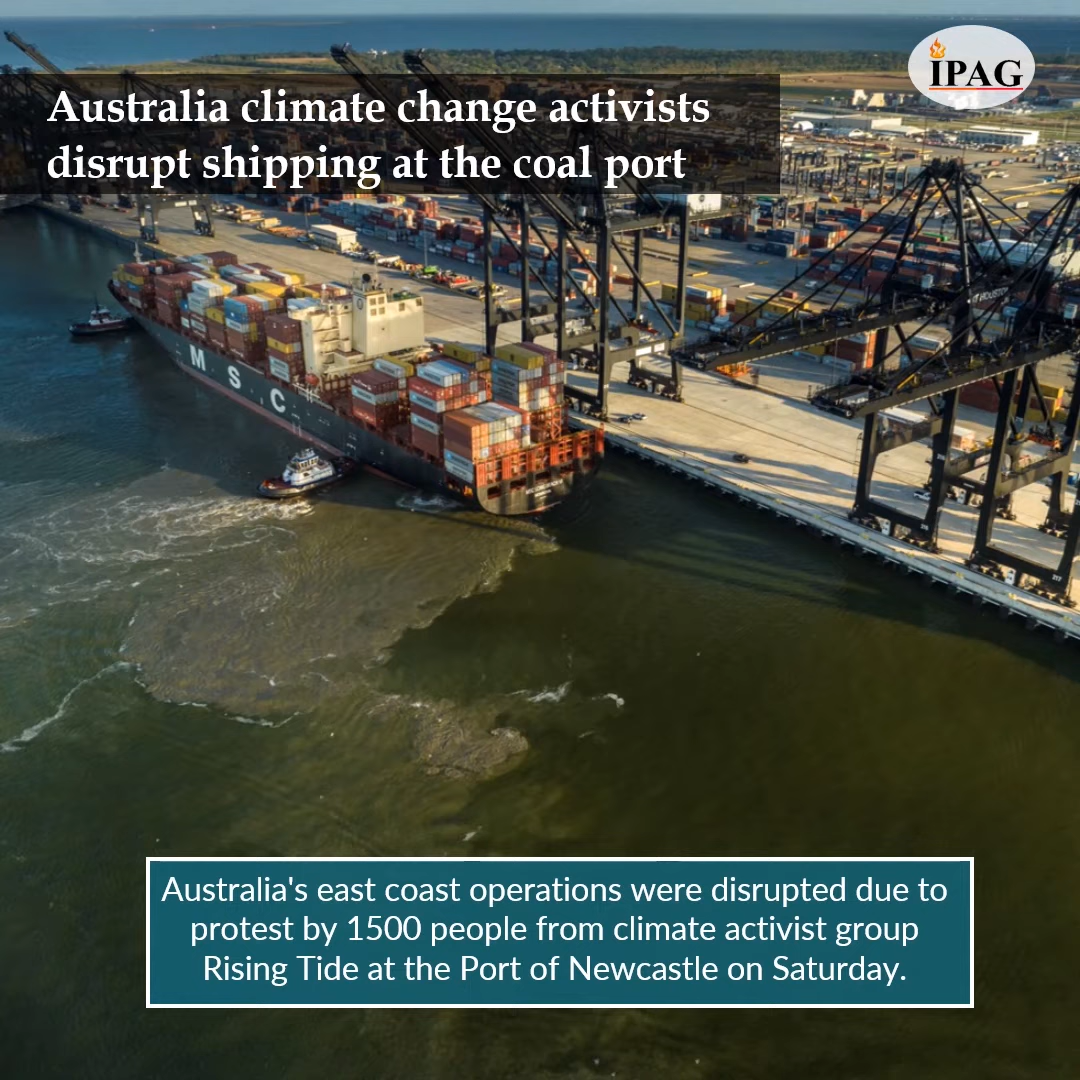 iPAG
Australia climate change activists
disrupt shipping at the coal port
M S C
Australia's east coast operations were disrupted due to
protest by 1500 people from climate activist group
Rising Tide at the Port of Newcastle on Saturday.